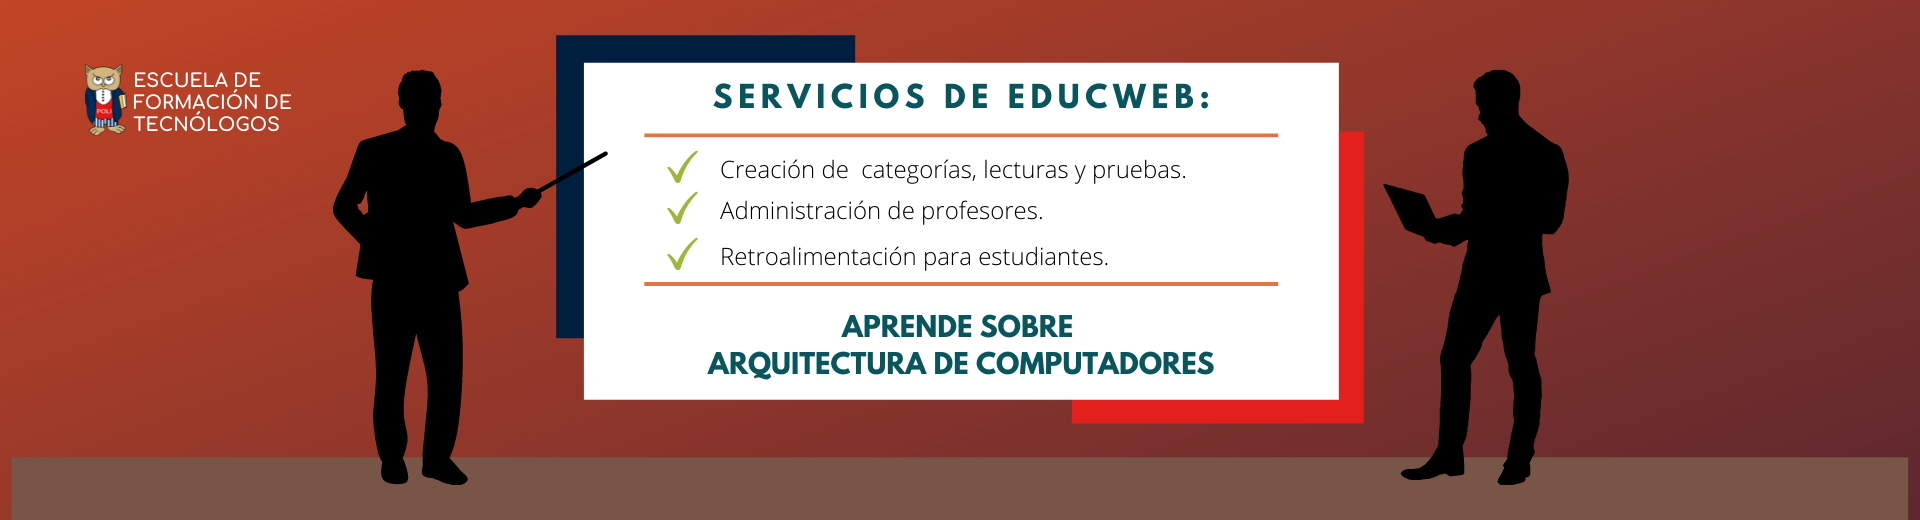 ESCUELA DE
FORMACIÓN DE
TECNÓLOGOS
POLI
SERVICIOS DE EDUCWEB:
Creación de categorías, lecturas y pruebas.
Administración de profesores.
Retroalimentación para estudiantes.
APRENDE SOBRE
ARQUITECTURA DE COMPUTADORES